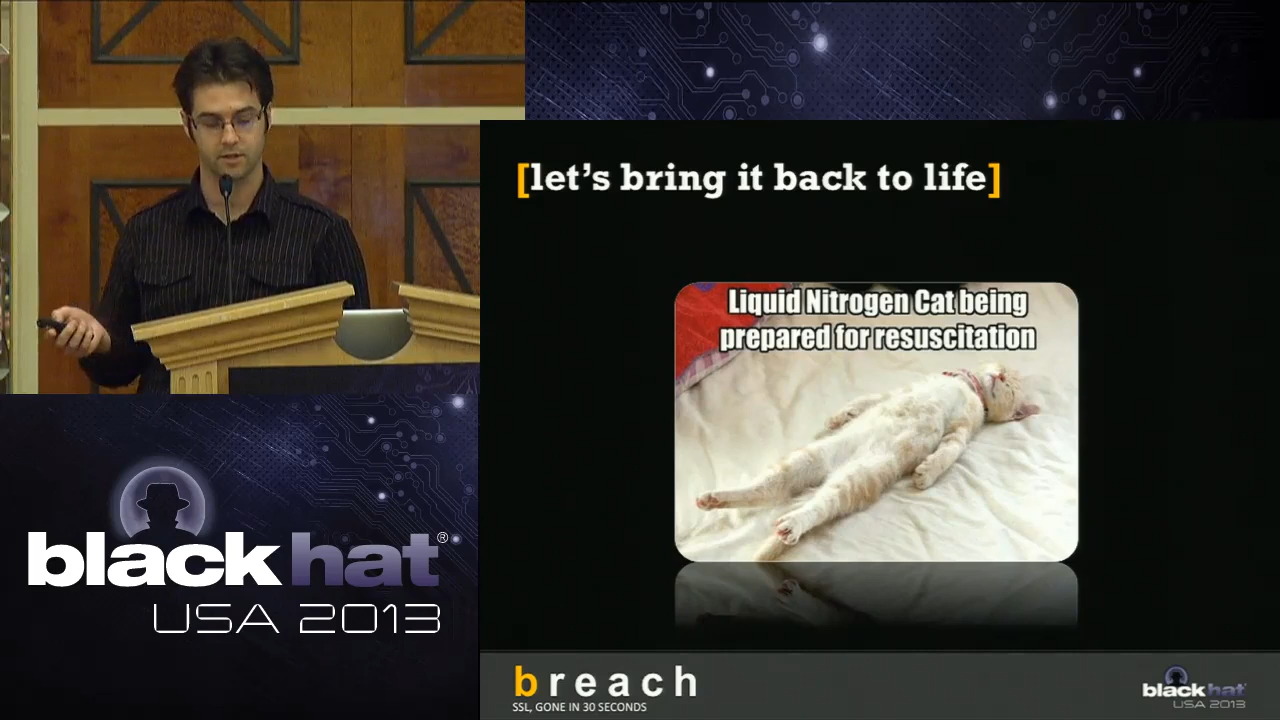 [let's bring it back to life]
Liquid Nitrogen Cat being
prepared for resuscitation
black hat®
USA 2013
breach
SSL, GONE IN 30 SECONDS
black hat
USA 2013